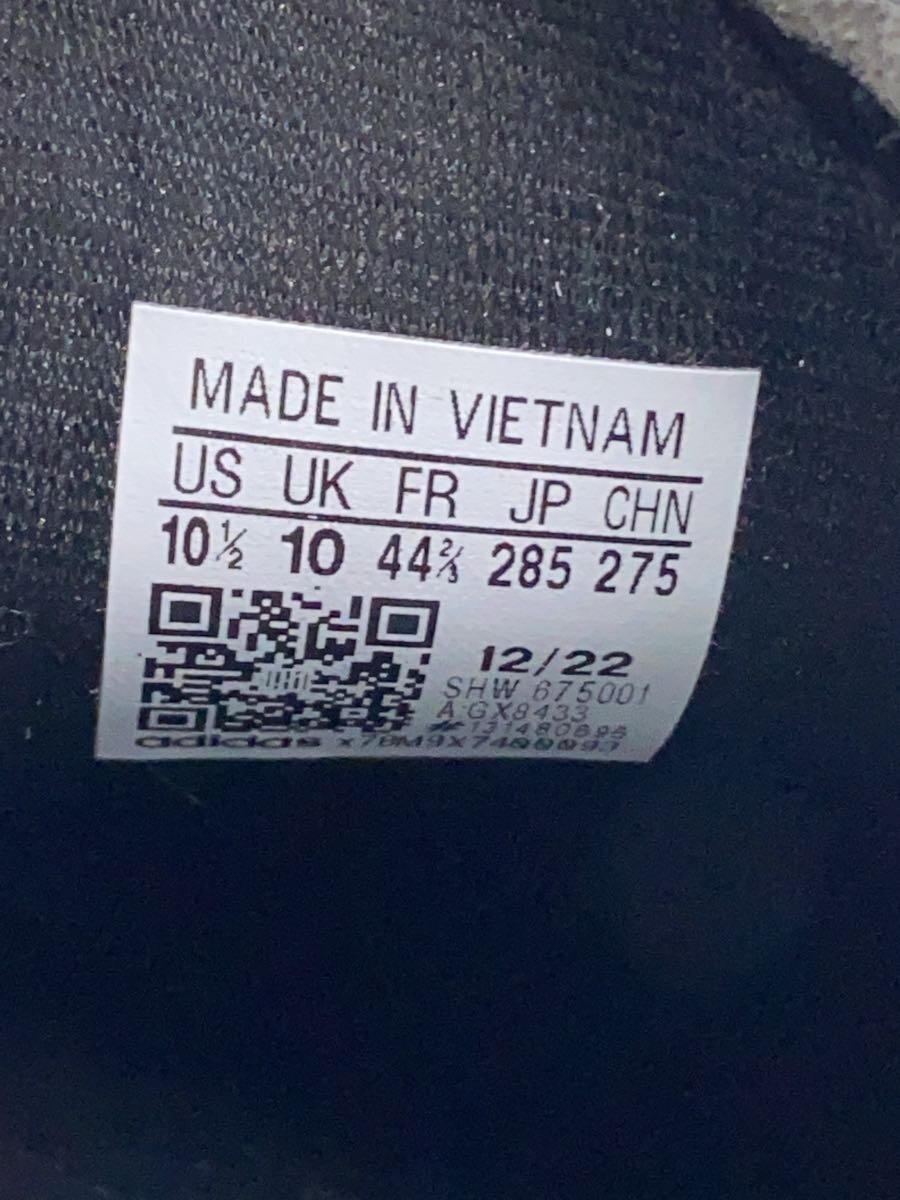 MADE IN VIETNAM
US UK FR JP CHN
10½ 10 44⅔ 285 275
12/22
SHW 675001
A:GX8433
adidas